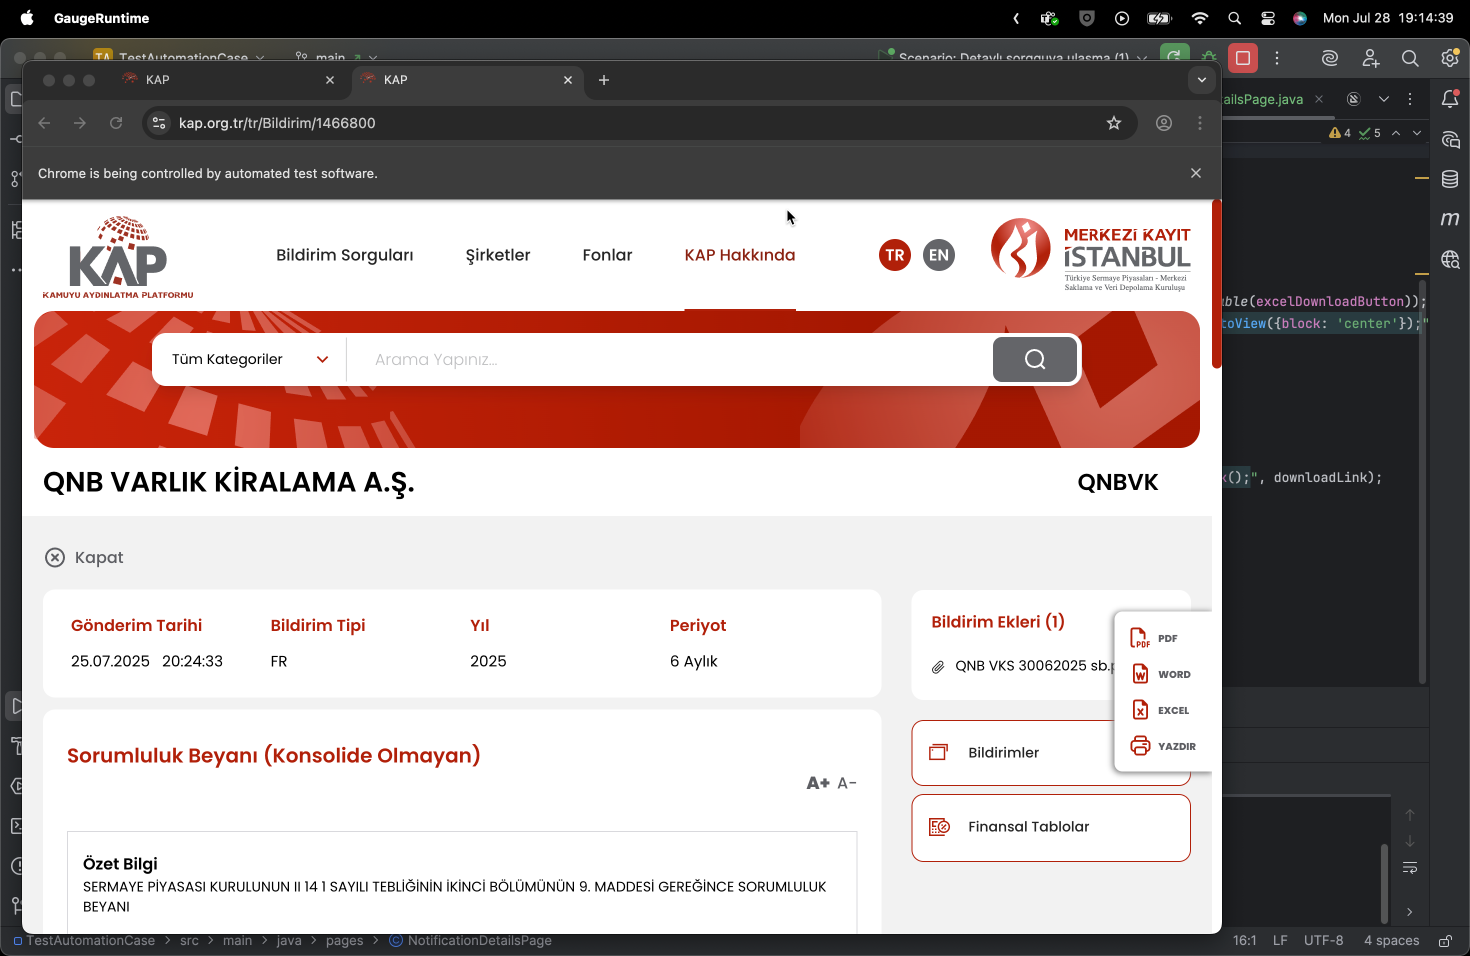 GaugeRuntime
Mon Jul 28 19:14:39
TestAutomationCase
main
Scenario: Detaylı sorguya ulaşma (1)
KAP
KAP
kap.org.tr/tr/Bildirim/1466800
Chrome is being controlled by automated test software.
ailsPage.java
4
5
KAP
KAMUYU AYDINLATMA PLATFORMU
Bildirim Sorguları
Şirketler
Fonlar
KAP Hakkında
TR
EN
MERKEZİ KAYIT
İSTANBUL
Türkiye Sermaye Piyasaları - Merkezi
Saklama ve Veri Depolama Kuruluşu
Tüm Kategoriler
Arama Yapınız...
ble(excelDownloadButton));
toView({block: 'center'});"
();", downloadLink);
QNB VARLIK KİRALAMA A.Ş.
QNBVK
Kapat
Gönderim Tarihi
Bildirim Tipi
Yıl
Periyot
25.07.2025 20:24:33
FR
2025
6 Aylık
Bildirim Ekleri (1)
QNB VKS 30062025 sb.p
PDF
WORD
EXCEL
YAZDIR
Bildirimler
Finansal Tablolar
Sorumluluk Beyanı (Konsolide Olmayan)
A+ A-
Özet Bilgi
SERMAYE PİYASASI KURULUNUN II 14 1 SAYILI TEBLİĞİNİN İKİNCİ BÖLÜMÜNÜN 9. MADDESİ GEREĞİNCE SORUMLULUK
BEYANI
TestAutomationCase > src > main > java > pages > NotificationDetailsPage
16:1 LF UTF-8 4 spaces